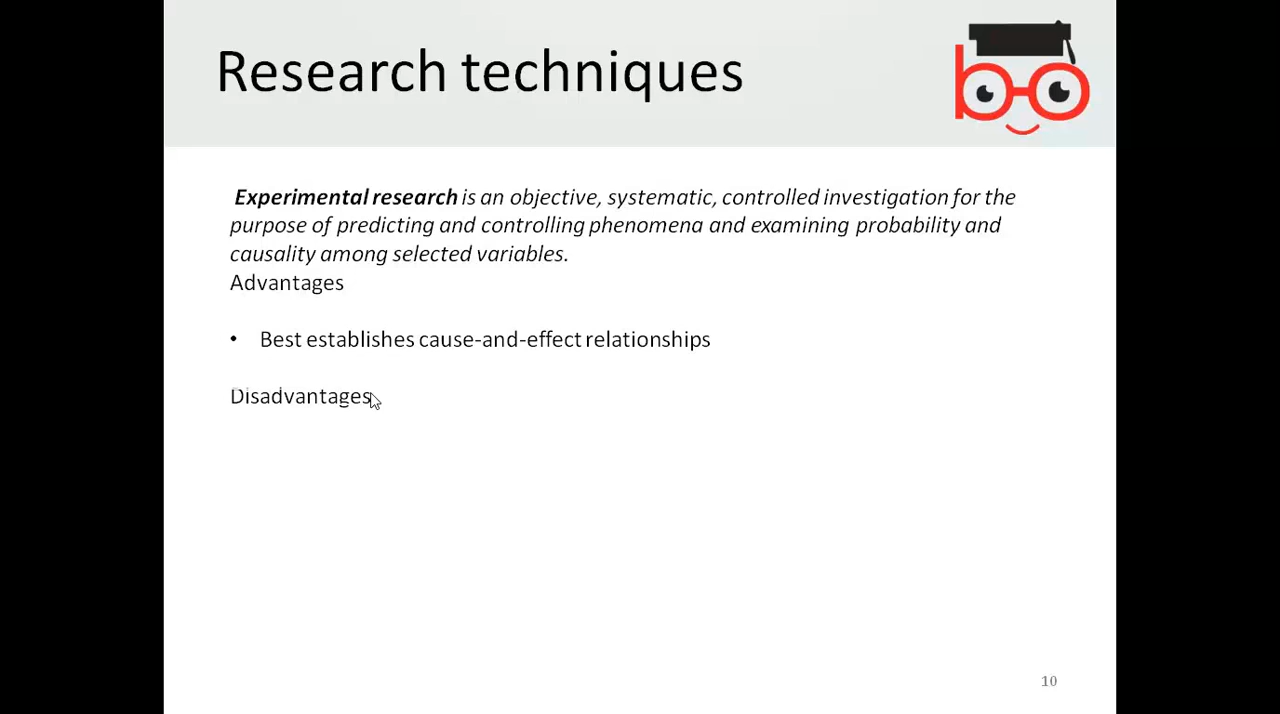 Research techniques
Experimental research is an objective, systematic, controlled investigation for the
purpose of predicting and controlling phenomena and examining probability and
causality among selected variables.
Advantages
• Best establishes cause-and-effect relationships
Disadvantages
10